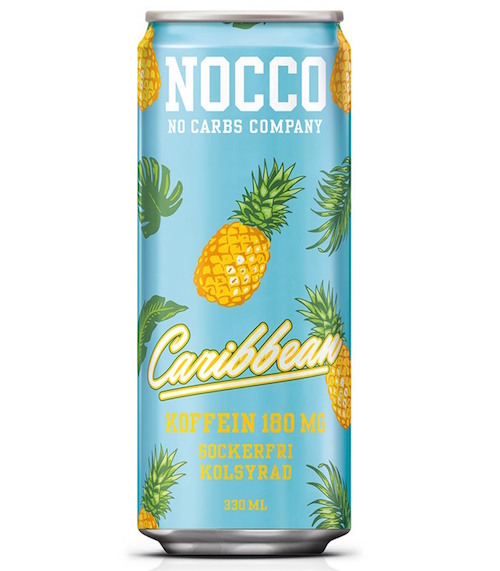 NOCCO
NO CARBS COMPANY
Caribbean
KOFFEIN 180 MG
SOCKERFRI
KOLSYRAD
330 ML